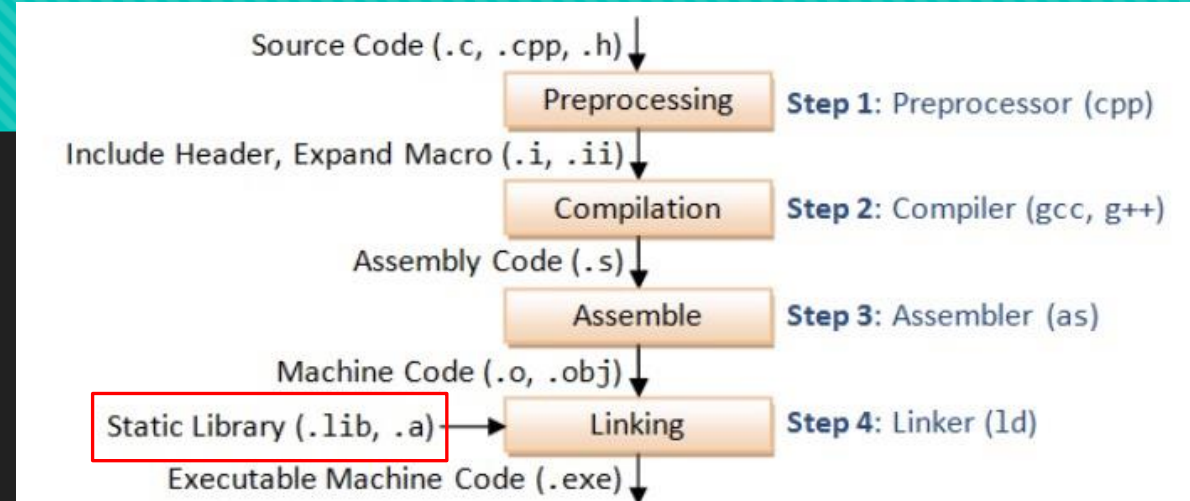 Source Code (.c, .cpp, .h)
Preprocessing
Step 1: Preprocessor (cpp)
Include Header, Expand Macro (.i, .ii)
Compilation
Step 2: Compiler (gcc, g++)
Assembly Code (.s)
Assemble
Step 3: Assembler (as)
Machine Code (.o, .obj)
Static Library (.lib, .a)
Linking
Step 4: Linker (ld)
Executable Machine Code (.exe)